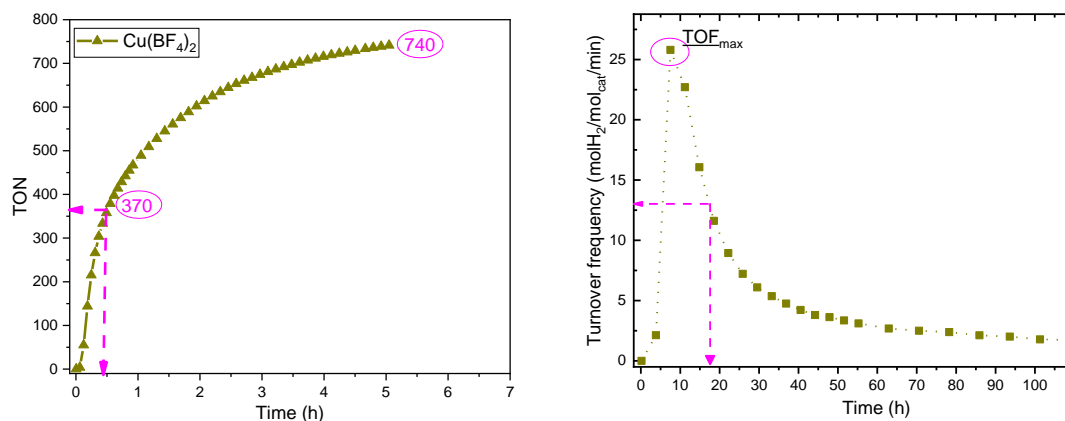 Cu(BF₄)₂
740
370
TON
800
700
600
500
400
300
200
100
0
0 1 2 3 4 5 6 7
Time (h)
TOFmax
Turnover frequency (molH₂/molcat/min)
25
20
15
10
5
0
0 10 20 30 40 50 60 70 80 90 100
Time (h)